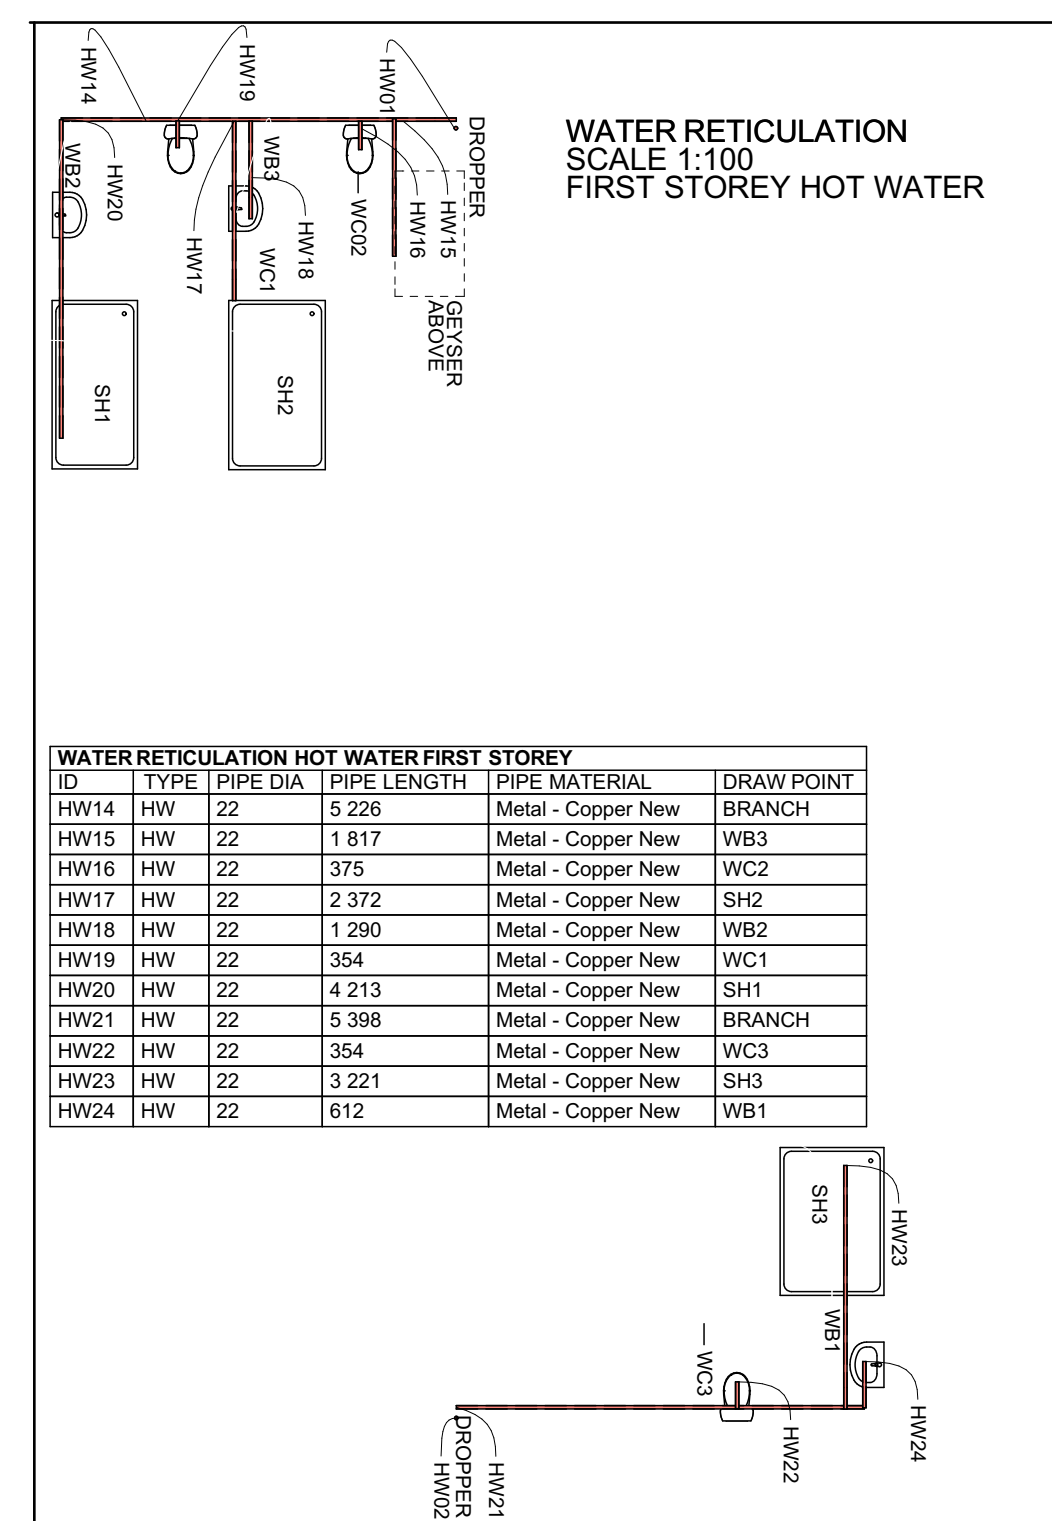 HW14
HW19
HW01
DROPPER
WATER RETICULATION
SCALE 1:100
FIRST STOREY HOT WATER
WB2
HW20
WB3
HW17
WC1
HW18
WC02
HW16
HW15
GEYSER
ABOVE
SH1
SH2
WATER RETICULATION HOT WATER FIRST STOREY
ID TYPE PIPE DIA PIPE LENGTH PIPE MATERIAL DRAW POINT
HW14 HW 22 5 226 Metal - Copper New BRANCH
HW15 HW 22 1 817 Metal - Copper New WB3
HW16 HW 22 375 Metal - Copper New WC2
HW17 HW 22 2 372 Metal - Copper New SH2
HW18 HW 22 1 290 Metal - Copper New WB2
HW19 HW 22 354 Metal - Copper New WC1
HW20 HW 22 4 213 Metal - Copper New SH1
HW21 HW 22 5 398 Metal - Copper New BRANCH
HW22 HW 22 354 Metal - Copper New WC3
HW23 HW 22 3 221 Metal - Copper New SH3
HW24 HW 22 612 Metal - Copper New WB1
SH3
HW23
WB1
WC3
HW24
HW22
DROPPER
HW02
HW21